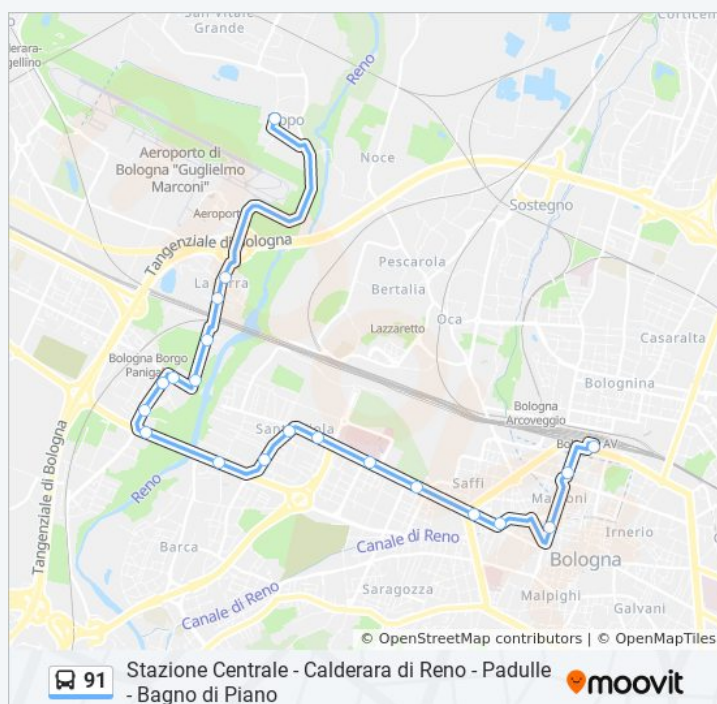 San Vitale
Grande
Reno
Corticella
Aeroporto di
Bologna "Guglielmo
Marconi"
Noce
Sostegno
Tangenziale di Bologna
Pescarola
Bertalia
Oca
Lazzaretto
Casaralta
Bologna Borgo
Bolognina
Bologna
Arcoveggio
Saffi
Reno
Irnerio
Barca
Canale di Reno
Bologna
Tangenziale di Bologna
Saragozza
Malpighi
Canale di Reno
Galvani
© OpenStreetMap contributors | © OpenMapTiles
91
Stazione Centrale - Calderara di Reno - Padulle
- Bagno di Piano
moovit